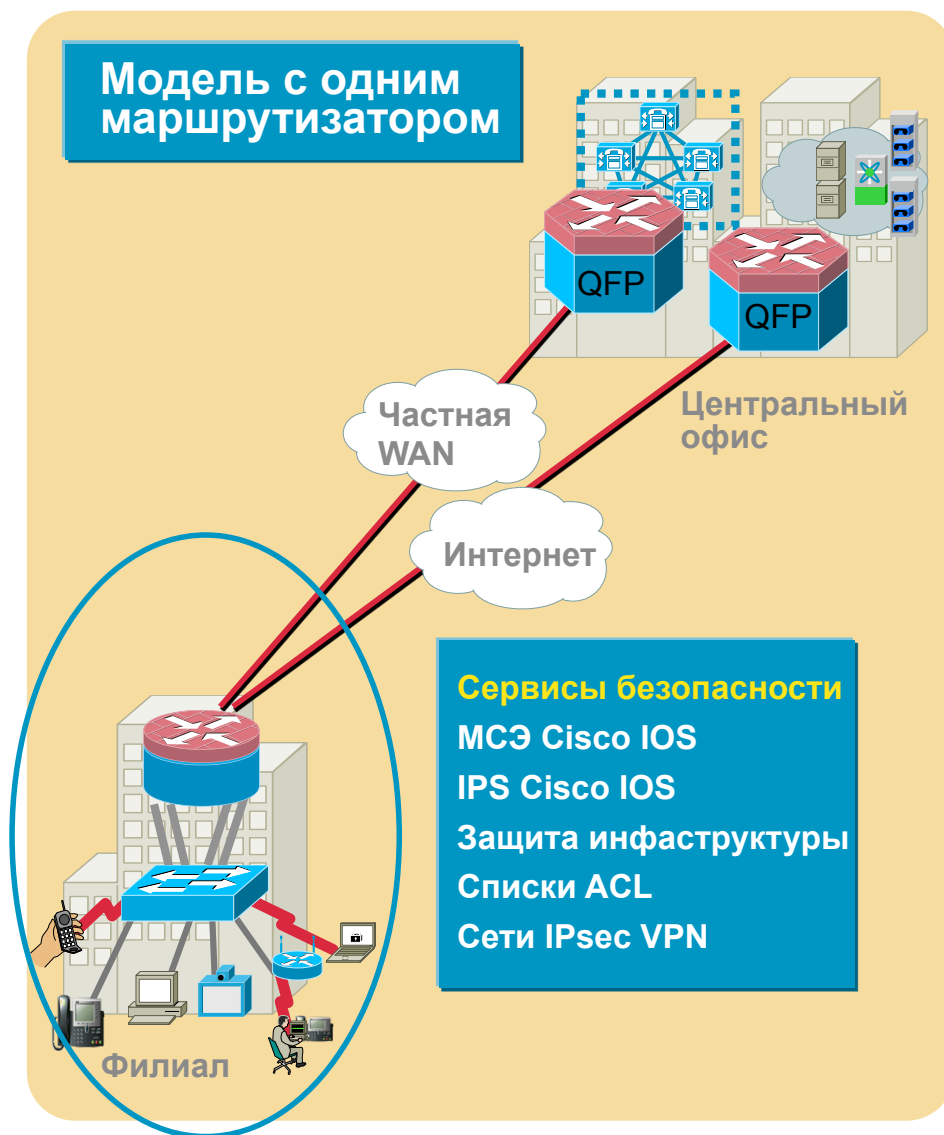 Модель с одним
маршрутизатором
QFP
QFP
Частная
WAN
Центральный
офис
Интернет
Сервисы безопасности
МСЭ Cisco IOS
IPS Cisco IOS
Защита инфаструктуры
Списки ACL
Сети IPsec VPN
Филиал